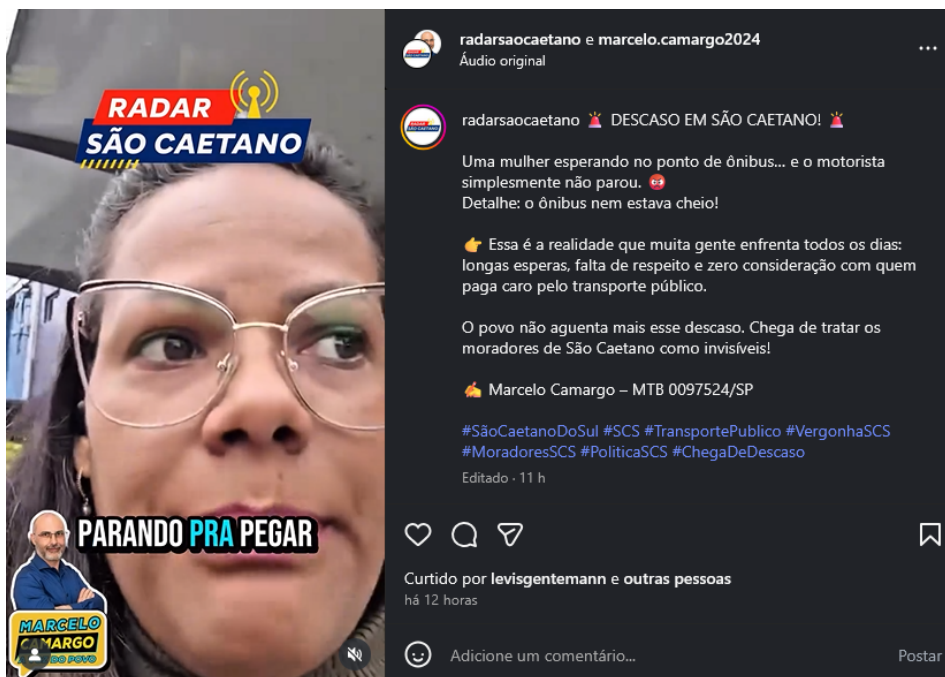 RADAR
SÃO CAETANO
PARANDO PRA PEGAR
MARCELO
CAMARGO
DO POVO
radarsaocaetano e marcelo.camargo2024
Áudio original
radarsaocaetano 🚨 DESCASO EM SÃO CAETANO! 🚨
Uma mulher esperando no ponto de ônibus... e o motorista
simplesmente não parou. 😡
Detalhe: o ônibus nem estava cheio!
👉 Essa é a realidade que muita gente enfrenta todos os dias:
longas esperas, falta de respeito e zero consideração com quem
paga caro pelo transporte público.
O povo não aguenta mais esse descaso. Chega de tratar os
moradores de São Caetano como invisíveis!
✍️ Marcelo Camargo – MTB 0097524/SP
#SãoCaetanoDoSul #SCS #TransportePublico #VergonhaSCS
#MoradoresSCS #PoliticaSCS #ChegaDeDescaso
Editado · 11 h
Curtido por levisgentemann e outras pessoas
há 12 horas
Adicione um comentário... Postar